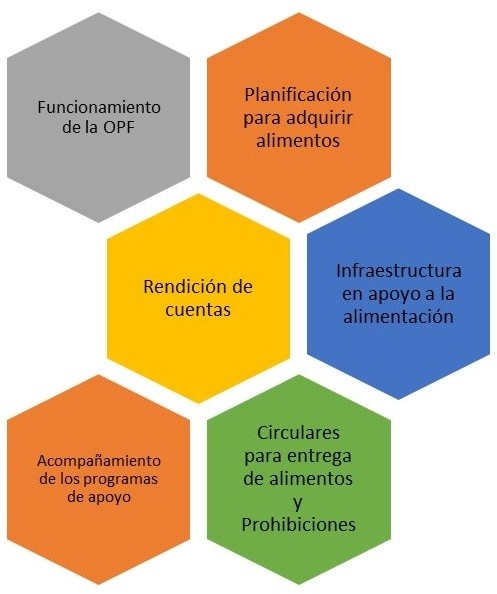 Funcionamiento
de la OPF
Planificación
para adquirir
alimentos
Rendición de
cuentas
Infraestructura
en apoyo a la
alimentación
Acompañamiento
de los programas
de apoyo
Circulares
para entrega
de alimentos
y
Prohibiciones